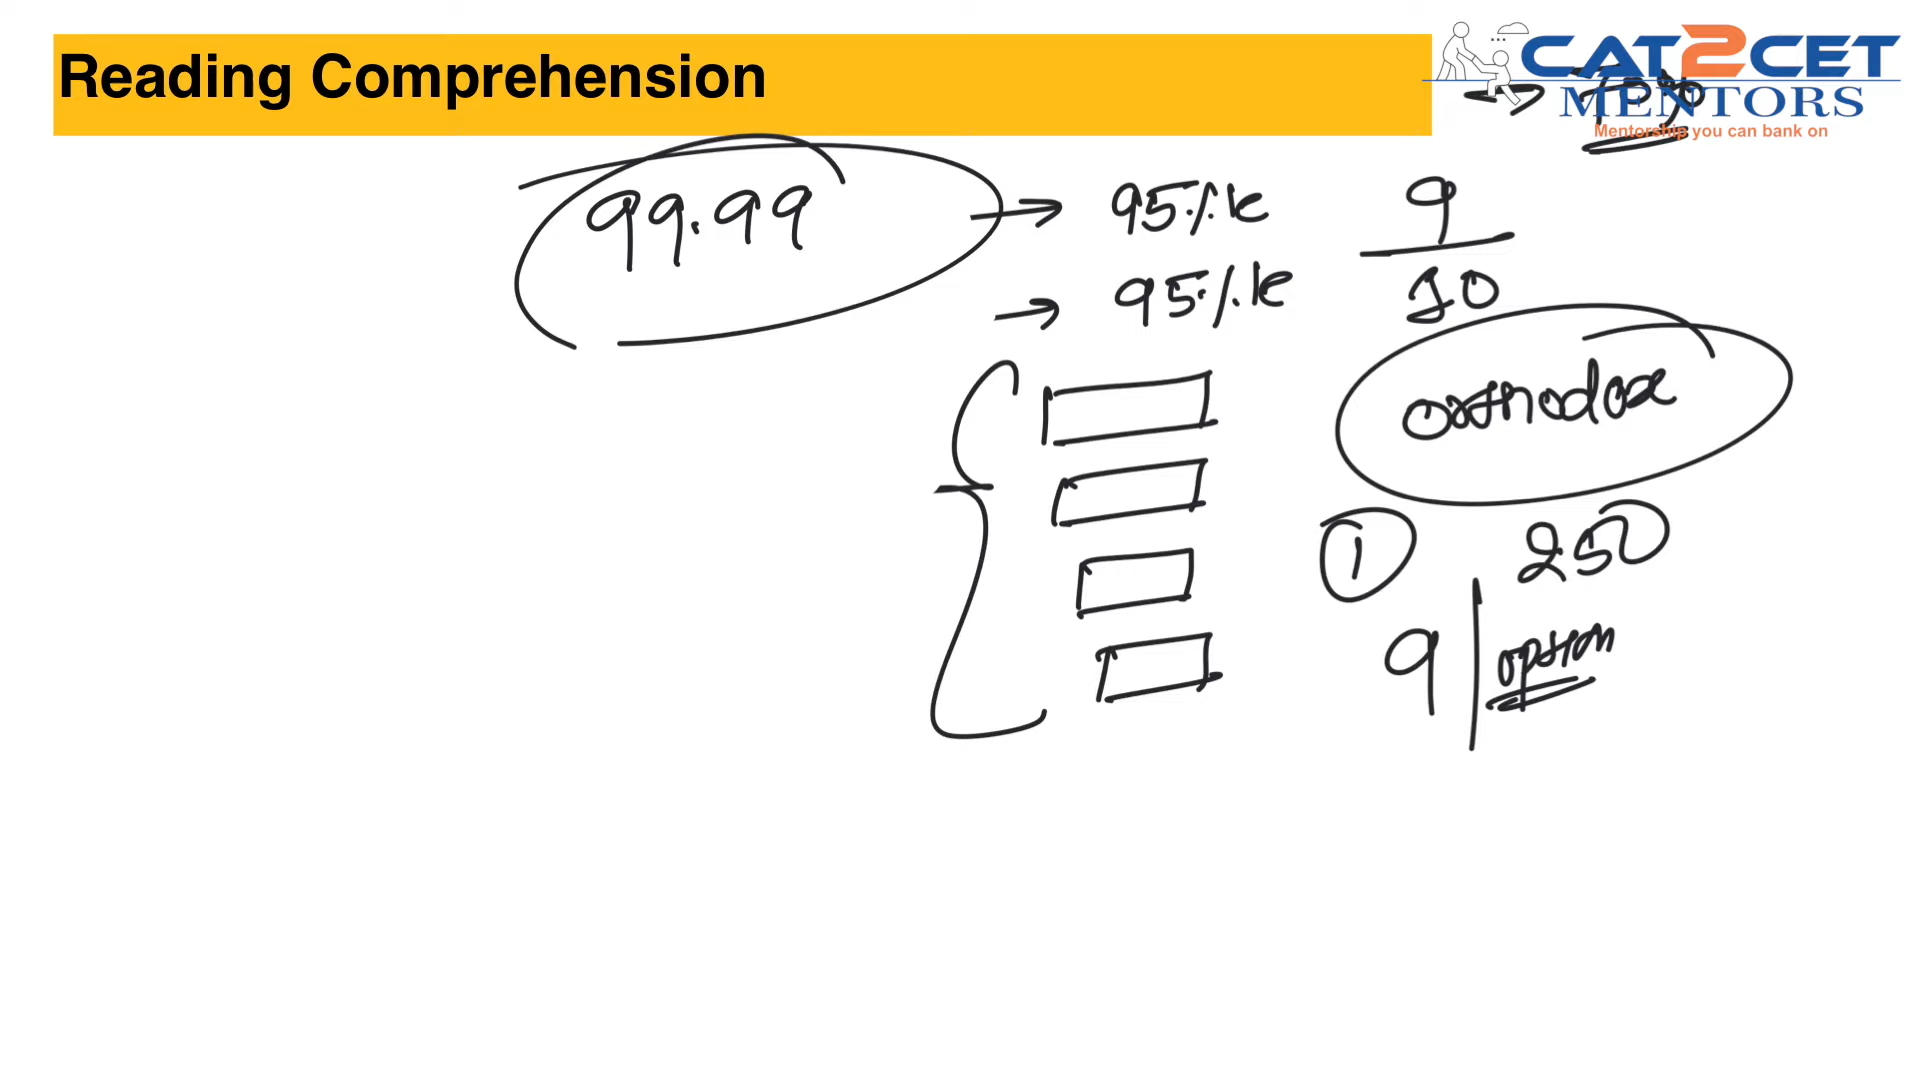 Reading Comprehension
CAT2CET
MENTORS
Mentorship you can bank on
99.99 → 95%le
→ 95%le
9
10
orthodox
1 250
9 option